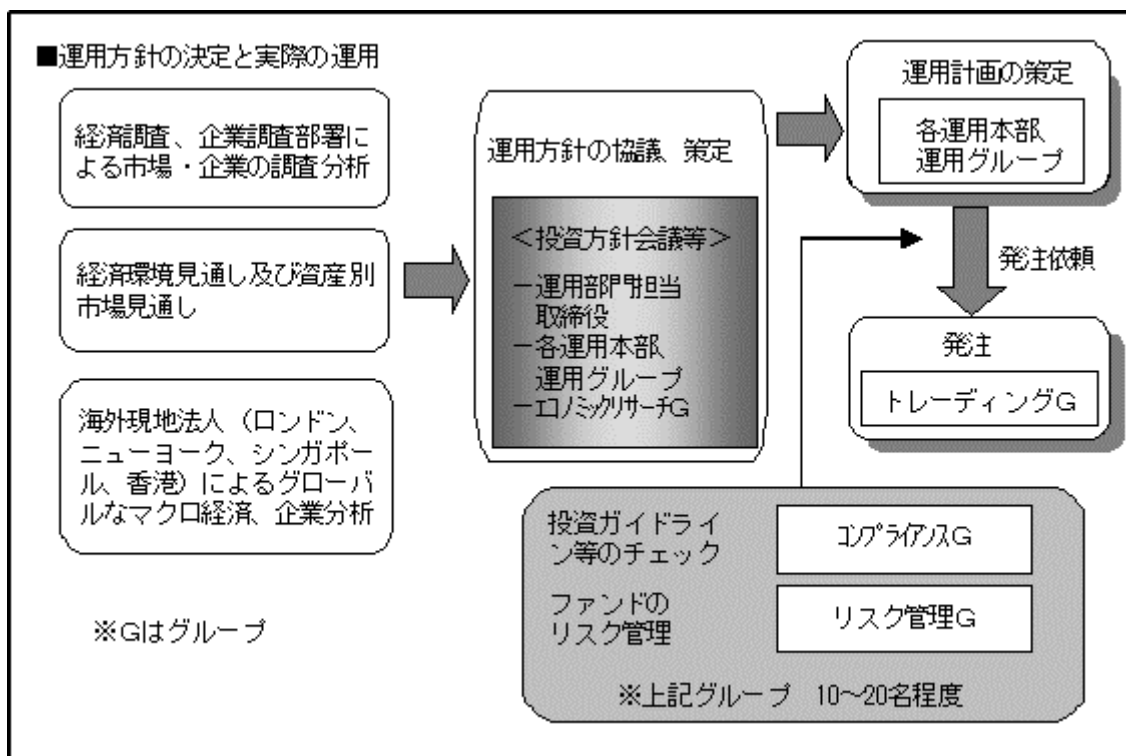 ■運用方針の決定と実際の運用
経済調査、企業調査部署に
よる市場・企業の調査分析
経済環境見通し及び資産別
市場見通し
海外現地法人（ロンドン、
ニューヨーク、シンガポー
ル、香港）によるグローバ
ルなマクロ経済、企業分析
※Gはグループ
運用方針の協議、策定
＜投資方針会議等＞
－運用部門担当
取締役
－各運用本部、
運用グループ
－ｴｺﾉﾐｯｸﾘｻｰﾁG
運用計画の策定
各運用本部、
運用グループ
発注依頼
発注
トレーディングG
投資ガイドライ
ン等のチェック
ｺﾝﾌﾟﾗｲｱﾝｽG
ファンドの
リスク管理
リスク管理G
※上記グループ　10～20名程度